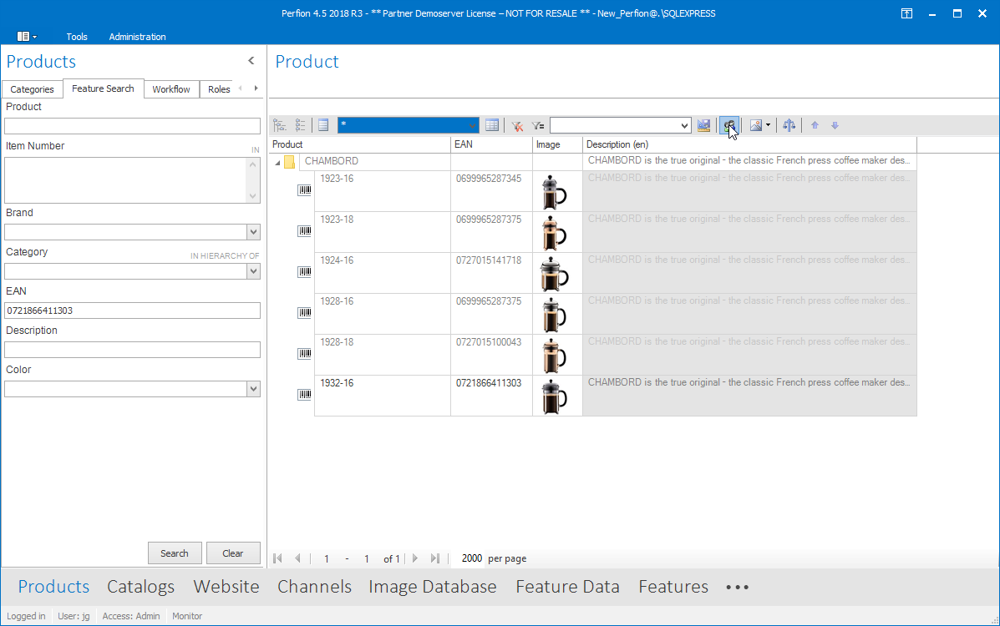 Perfion 4.5 2018 R3 - ** Partner Demoserver License – NOT FOR RESALE ** - New_Perfion@.\SQLEXPRESS
Tools Administration
Products
Categories Feature Search Workflow Roles
Product
Item Number IN
Brand
Category IN HIERARCHY OF
EAN
0721866411303
Description
Color
Search Clear
Product
*
Product EAN Image Description (en)
CHAMBORD CHAMBORD is the true original - the classic French press coffee maker des...
1923-16 0699965287345 CHAMBORD is the true original - the classic French press coffee maker des...
1923-18 0699965287375 CHAMBORD is the true original - the classic French press coffee maker des...
1924-16 0727015141718 CHAMBORD is the true original - the classic French press coffee maker des...
1928-16 0699965287375 CHAMBORD is the true original - the classic French press coffee maker des...
1928-18 0727015100043 CHAMBORD is the true original - the classic French press coffee maker des...
1932-16 0721866411303 CHAMBORD is the true original - the classic French press coffee maker des...
1 - 1 of 1 2000 per page
Products Catalogs Website Channels Image Database Feature Data Features •••
Logged in User: jg Access: Admin Monitor